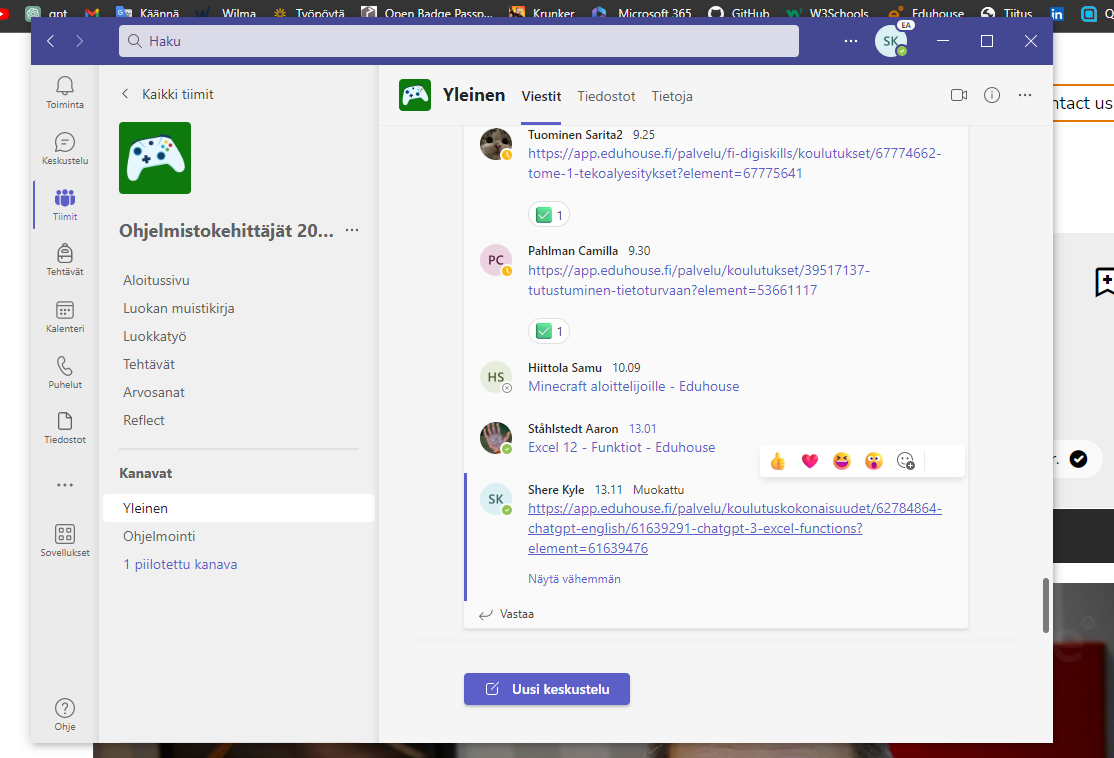 gpt
Käännä
Wilma
Työpöytä
Open Badge Passp...
Krunker
Microsoft 365
GitHub
W3Schools
Eduhouse
Tiitus
Haku
EA
SK
Toiminta
Keskustelu
Tiimit
Tehtävät
Kalenteri
Puhelut
Tiedostot
Sovellukset
Ohje
Kaikki tiimit
Ohjelmistokehittäjät 20...
Aloitussivu
Luokan muistikirja
Luokkatyö
Tehtävät
Arvosanat
Reflect
Kanavat
Yleinen
Ohjelmointi
1 piilotettu kanava
Yleinen Viestit Tiedostot Tietoja
Tuominen Sarita2 9.25
https://app.eduhouse.fi/palvelu/fi-digiskills/koulutukset/67774662-
tome-1-tekoalyesitykset?element=67775641
1
PC
Pahlman Camilla 9.30
https://app.eduhouse.fi/palvelu/koulutukset/39517137-
tutustuminen-tietoturvaan?element=53661117
1
HS
Hiittola Samu 10.09
Minecraft aloittelijoille - Eduhouse
Ståhlstedt Aaron 13.01
Excel 12 - Funktiot - Eduhouse
SK
Shere Kyle 13.11 Muokattu
https://app.eduhouse.fi/palvelu/koulutuskokonaisuudet/62784864-
chatgpt-english/61639291-chatgpt-3-excel-functions?
element=61639476
Näytä vähemmän
Vastaa
Uusi keskustelu
ntact us
r.